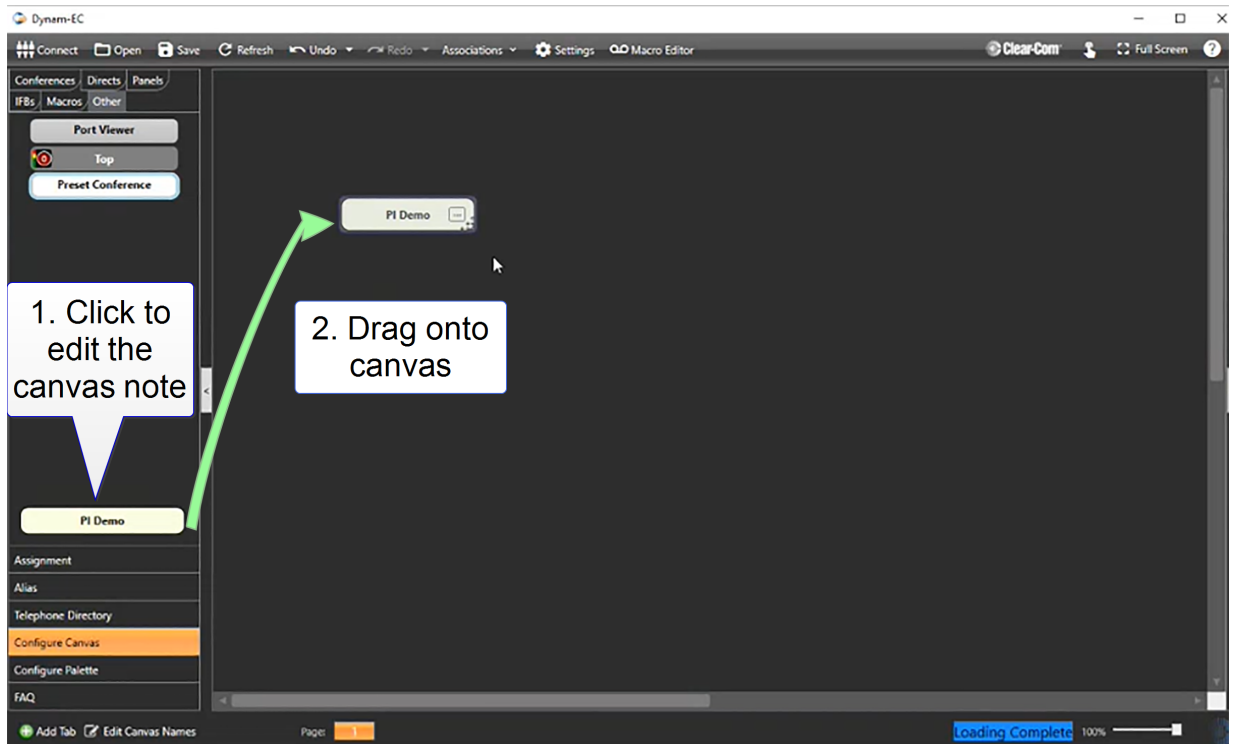 Dynam-EC
Connect Open Save Refresh Undo Redo Associations Settings Macro Editor Clear-Com Full Screen ?
Conferences Directs Panels
IFBs Macros Other
Port Viewer
Top
Preset Conference
PI Demo
1. Click to
edit the
canvas note
2. Drag onto
canvas
<
PI Demo
Assignment
Alias
Telephone Directory
Configure Canvas
Configure Palette
FAQ
Add Tab Edit Canvas Names Page: 1 Loading Complete 100%